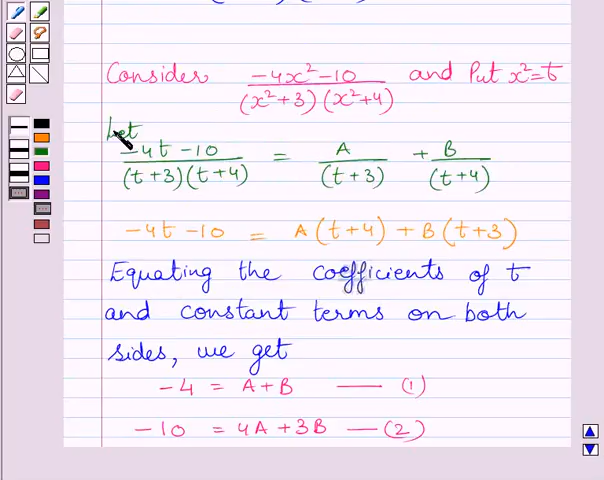 Consider (-4x²-10)/((x²+3)(x²+4)) and Put x²=t
Let
(-4t-10)/((t+3)(t+4)) = A/(t+3) + B/(t+4)
-4t-10 = A(t+4)+B(t+3)
Equating the coefficients of t
and constant terms on both
sides, we get
-4 = A+B —— (1)
-10 = 4A+3B —(2)